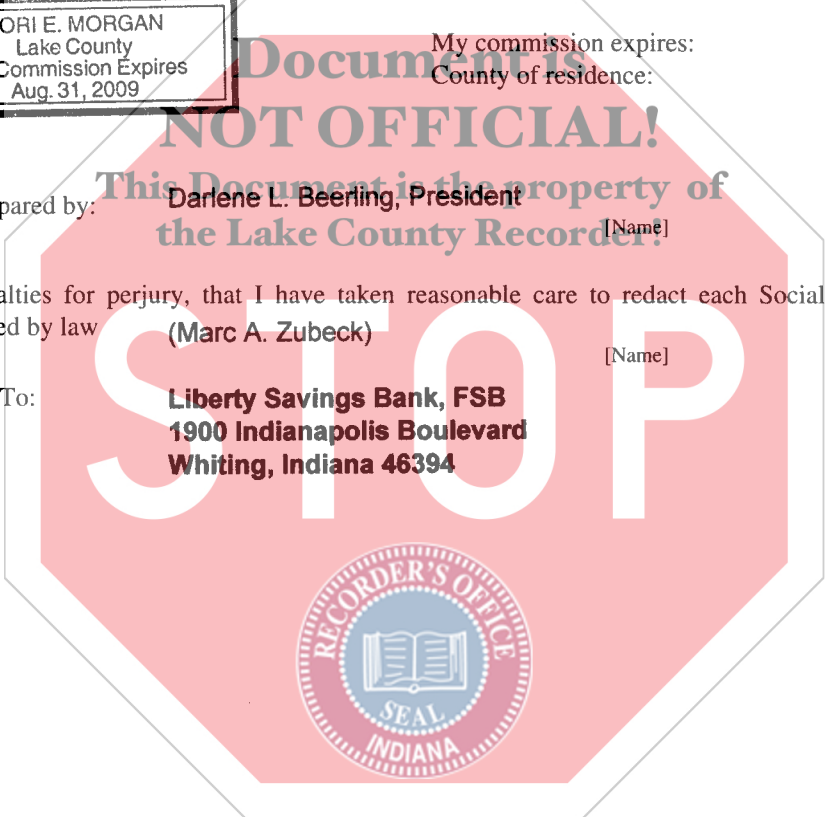 ORI E. MORGAN
Lake County
Commission Expires
Aug. 31, 2009
My commission expires:
County of residence:
Document is
NOT OFFICIAL!
This Document is the property of
the Lake County Recorder!
pared by: Darlene L. Beerling, President
[Name]
alties for perjury, that I have taken reasonable care to redact each Social
ed by law (Marc A. Zubeck)
[Name]
To: Liberty Savings Bank, FSB
1900 Indianapolis Boulevard
Whiting, Indiana 46394
STOP
RECORDER'S OFFICE
SEAL
INDIANA